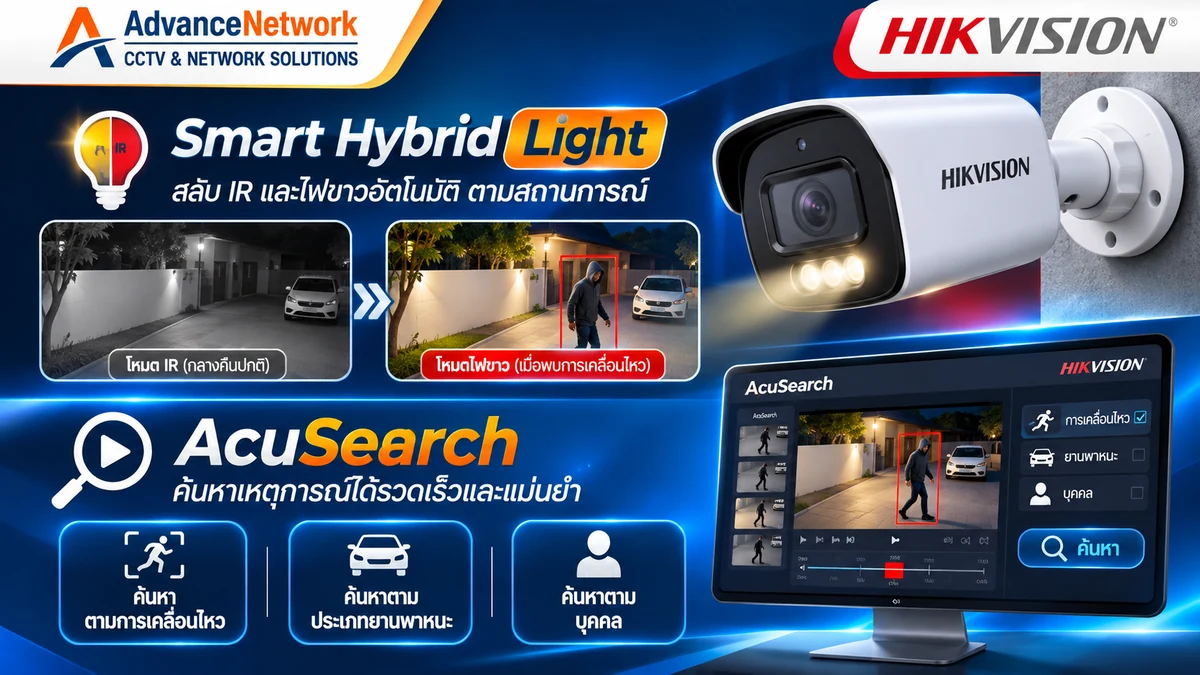 AdvanceNetwork
CCTV & NETWORK SOLUTIONS
HIKVISION®
IR
Smart Hybrid Light
สลับ IR และไฟขาวอัตโนมัติ ตามสถานการณ์
HIKVISION
โหมด IR (กลางคืนปกติ)
โหมดไฟขาว (เมื่อพบการเคลื่อนไหว)
AcuSearch
ค้นหาเหตุการณ์ได้รวดเร็วและแม่นยำ
ค้นหา
ตามการเคลื่อนไหว
ค้นหาตาม
ประเภทยานพาหนะ
ค้นหาตาม
บุคคล
AcuSearch
HIKVISION
AcuSearch
การเคลื่อนไหว
ยานพาหนะ
บุคคล
ค้นหา